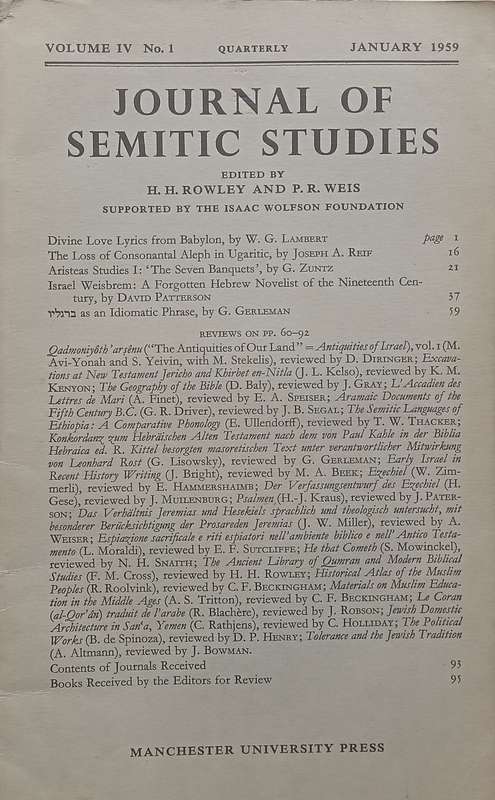 VOLUME IV No. 1 QUARTERLY JANUARY 1959
JOURNAL OF
SEMITIC STUDIES
EDITED BY
H. H. ROWLEY AND P. R. WEIS
SUPPORTED BY THE ISAAC WOLFSON FOUNDATION
Divine Love Lyrics from Babylon, by W. G. LAMBERT page 1
The Loss of Consonantal Aleph in Ugaritic, by JOSEPH A. REIF 16
Aristeas Studies I: ‘The Seven Banquets’, by G. ZUNTZ 21
Israel Weisbrem: A Forgotten Hebrew Novelist of the Nineteenth Cen-
tury, by DAVID PATTERSON 37
ברגליו as an Idiomatic Phrase, by G. GERLEMAN 59
REVIEWS ON PP. 60–92
Qadmoniyôth 'arṣēnu (“The Antiquities of Our Land” = Antiquities of Israel), vol. 1 (M.
Avi-Yonah and S. Yeivin, with M. Stekelis), reviewed by D. DIRINGER; Excava-
tions at New Testament Jericho and Khirbet en-Nitla (J. L. Kelso), reviewed by K. M.
KENYON; The Geography of the Bible (D. Baly), reviewed by J. GRAY; L'Accadien des
Lettres de Mari (A. Finet), reviewed by E. A. SPEISER; Aramaic Documents of the
Fifth Century B.C. (G. R. Driver), reviewed by J. B. SEGAL; The Semitic Languages of
Ethiopia: A Comparative Phonology (E. Ullendorff), reviewed by T. W. THACKER;
Konkordanz zum Hebräischen Alten Testament nach dem von Paul Kahle in der Biblia
Hebraica ed. R. Kittel besorgten masoretischen Text unter verantwortlicher Mitwirkung
von Leonhard Rost (G. Lisowsky), reviewed by G. GERLEMAN; Early Israel in
Recent History Writing (J. Bright), reviewed by M. A. BEEK; Ezechiel (W. Zim-
merli), reviewed by E. HAMMERSHAIMB; Der Verfassungsentwurf des Ezechiel (H.
Gese), reviewed by J. MUILENBURG; Psalmen (H.-J. Kraus), reviewed by J. PATER-
SON; Das Verhältnis Jeremias und Hesekiels sprachlich und theologisch untersucht, mit
besonderer Berücksichtigung der Prosareden Jeremias (J. W. Miller), reviewed by A.
WEISER; Espiazione sacrificale e riti espiatori nell'ambiente biblico e nell' Antico Testa-
mento (L. Moraldi), reviewed by E. F. SUTCLIFFE; He that Cometh (S. Mowinckel),
reviewed by N. H. SNAITH; The Ancient Library of Qumran and Modern Biblical
Studies (F. M. Cross), reviewed by H. H. ROWLEY; Historical Atlas of the Muslim
Peoples (R. Roolvink), reviewed by C. F. BECKINGHAM; Materials on Muslim Educa-
tion in the Middle Ages (A. S. Tritton), reviewed by C. F. BECKINGHAM; Le Coran
(al-Qor'ân) traduit de l'arabe (R. Blachère), reviewed by J. ROBSON; Jewish Domestic
Architecture in San'a, Yemen (C. Rathjens), reviewed by C. HOLLIDAY; The Political
Works (B. de Spinoza), reviewed by D. P. HENRY; Tolerance and the Jewish Tradition
(A. Altmann), reviewed by J. BOWMAN.
Contents of Journals Received 93
Books Received by the Editors for Review 95
MANCHESTER UNIVERSITY PRESS